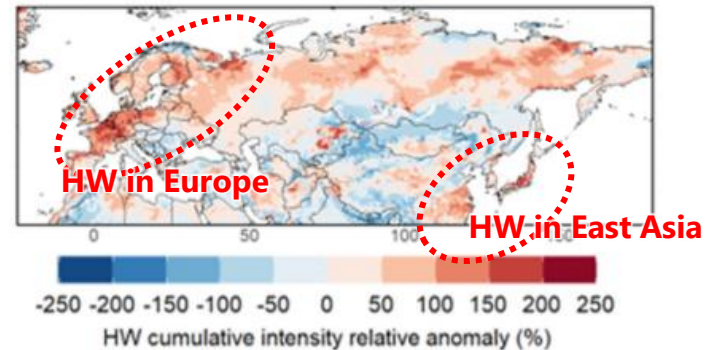 HW in Europe
HW in East Asia
0 50 100 150
-250 -200 -150 -100 -50 0 50 100 150 200 250
HW cumulative intensity relative anomaly (%)